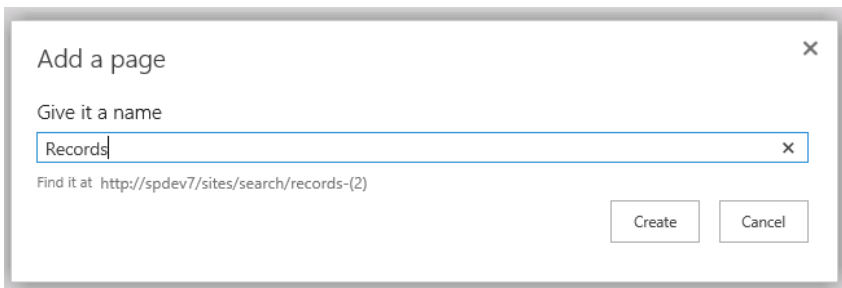 Add a page
Give it a name
Records
Find it at http://spdev7/sites/search/records-(2)
Create Cancel